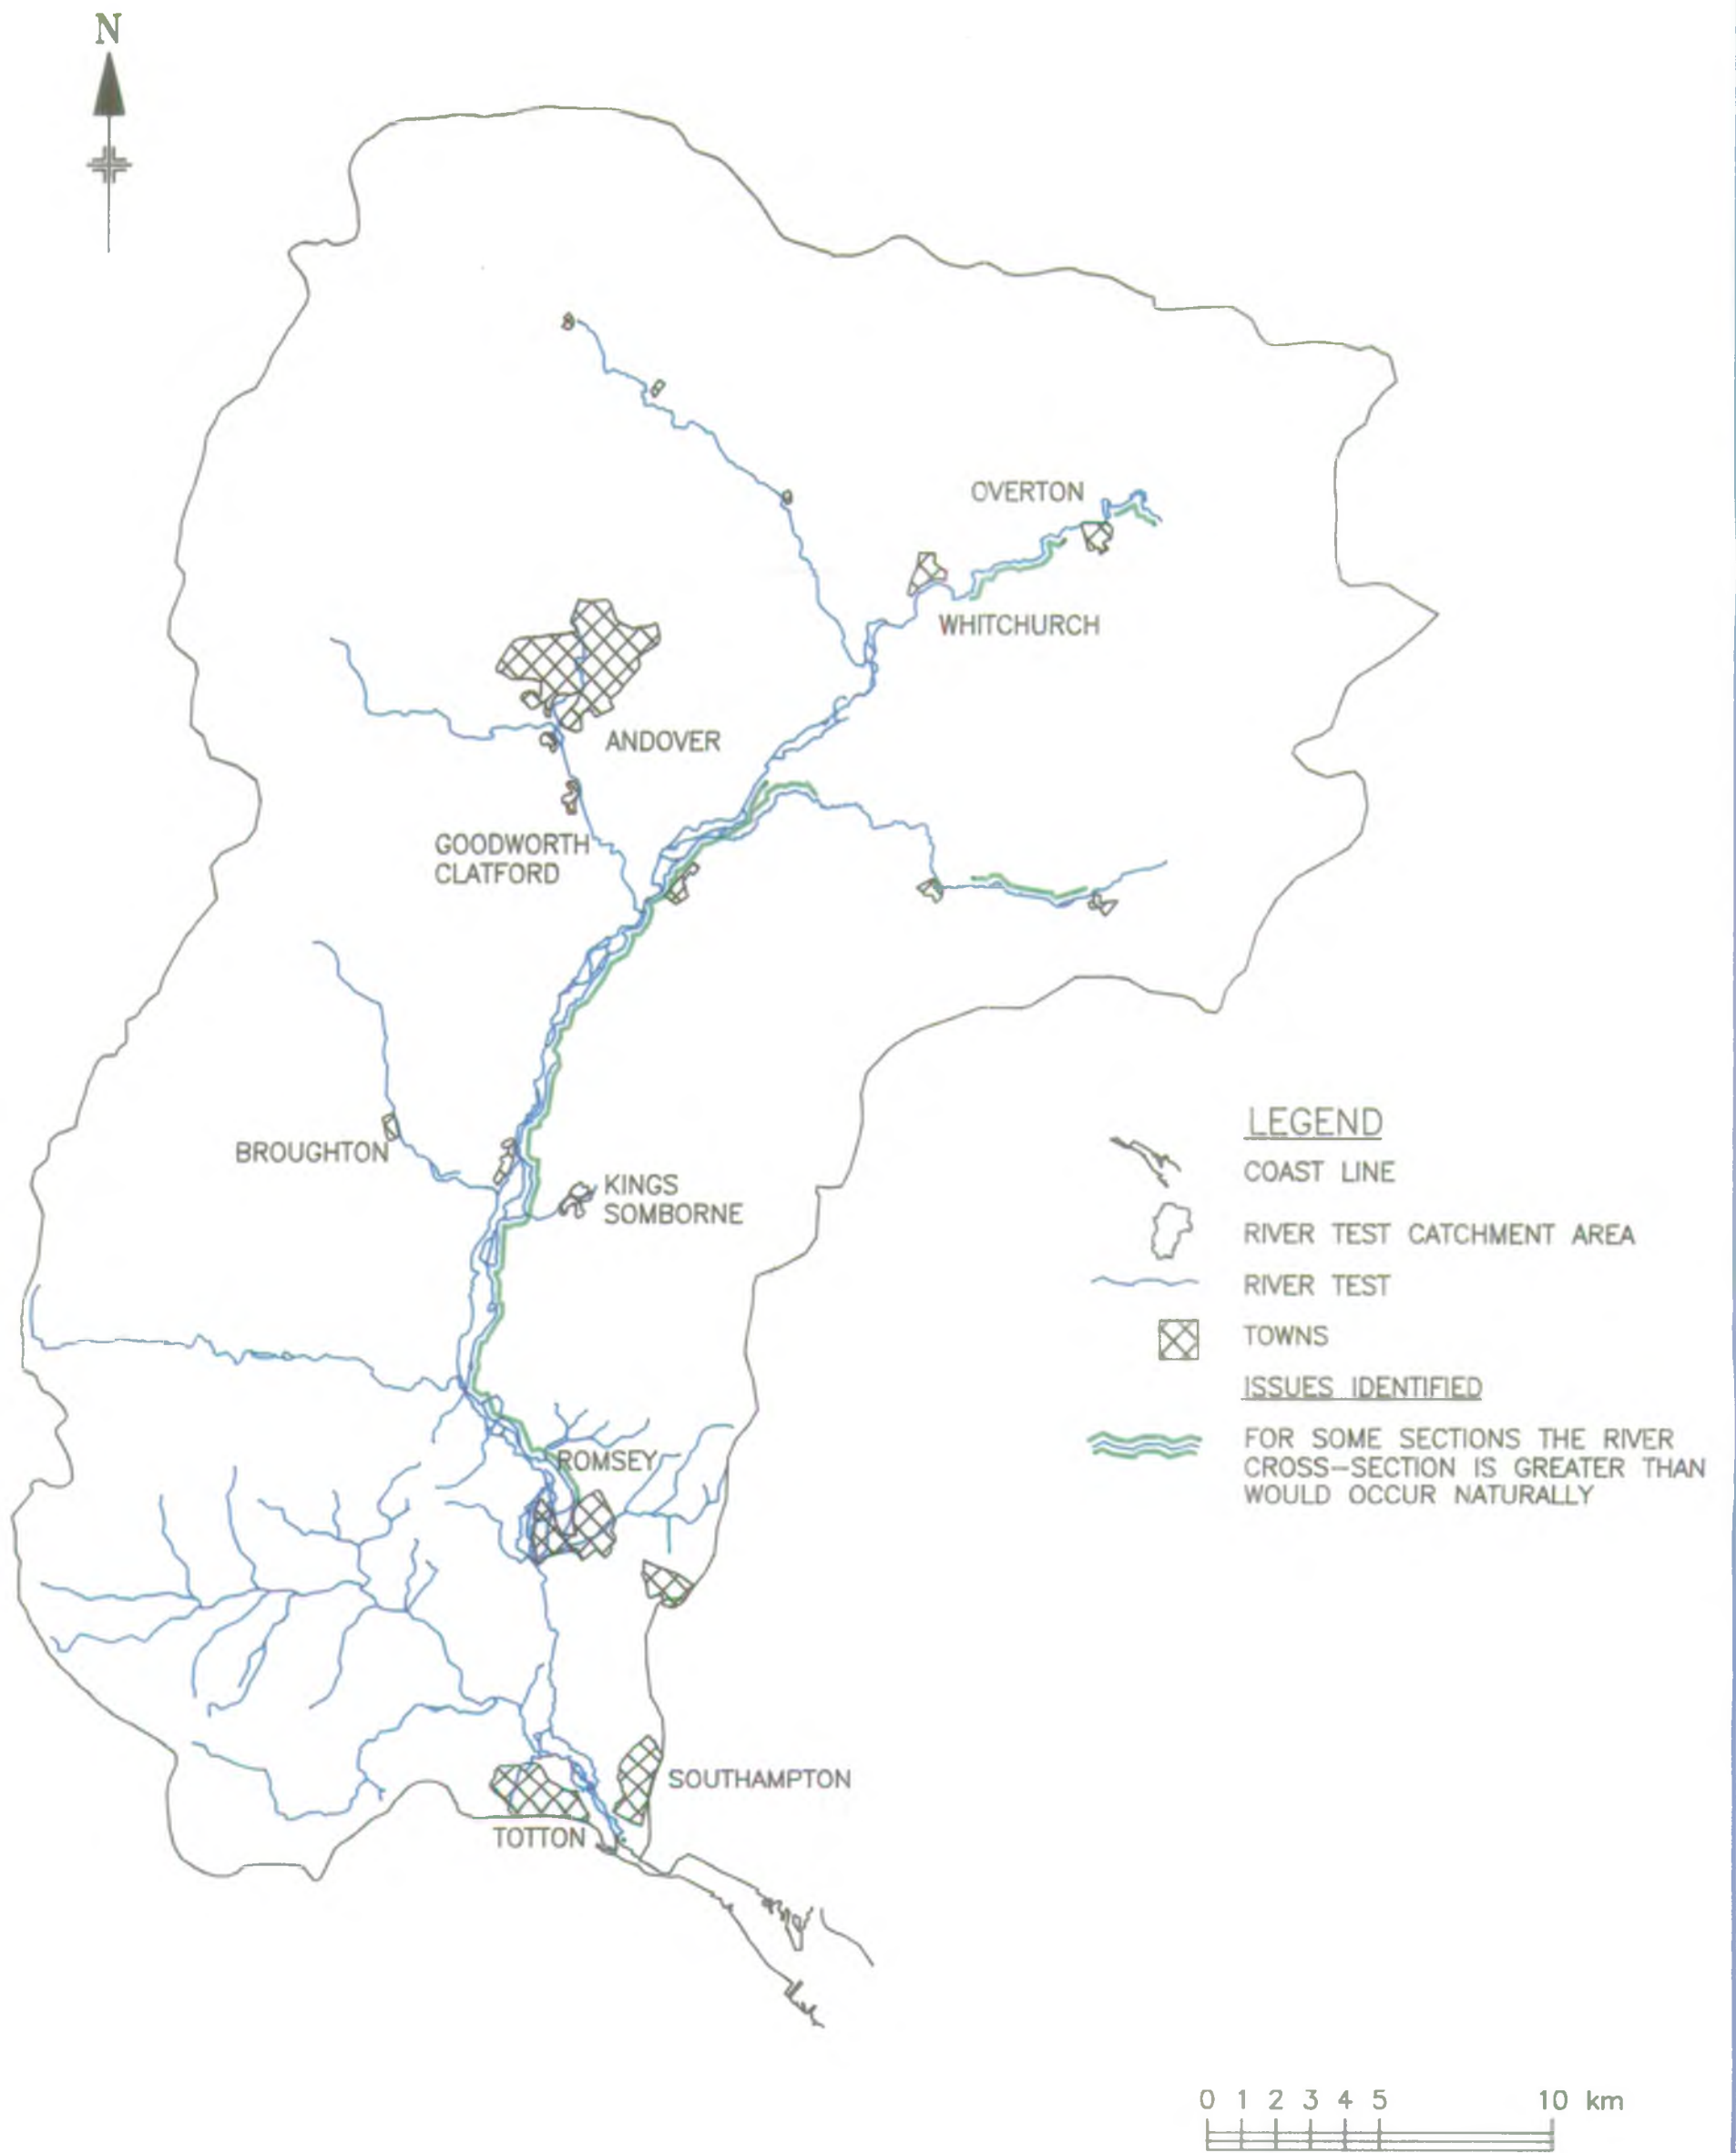 N
OVERTON
WHITCHURCH
ANDOVER
GOODWORTH
CLATFORD
BROUGHTON
KINGS
SOMBORNE
ROMSEY
SOUTHAMPTON
TOTTON
LEGEND
COAST LINE
RIVER TEST CATCHMENT AREA
RIVER TEST
TOWNS
ISSUES IDENTIFIED
FOR SOME SECTIONS THE RIVER
CROSS-SECTION IS GREATER THAN
WOULD OCCUR NATURALLY
0 1 2 3 4 5 10 km